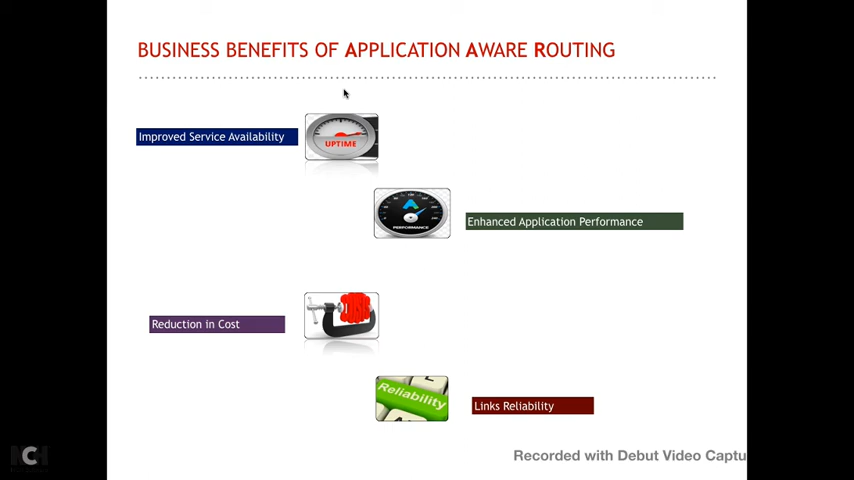 BUSINESS BENEFITS OF APPLICATION AWARE ROUTING
Improved Service Availability
UPTIME
PERFORMANCE
Enhanced Application Performance
Reduction in Cost
Reliability
Links Reliability
Recorded with Debut Video Captu